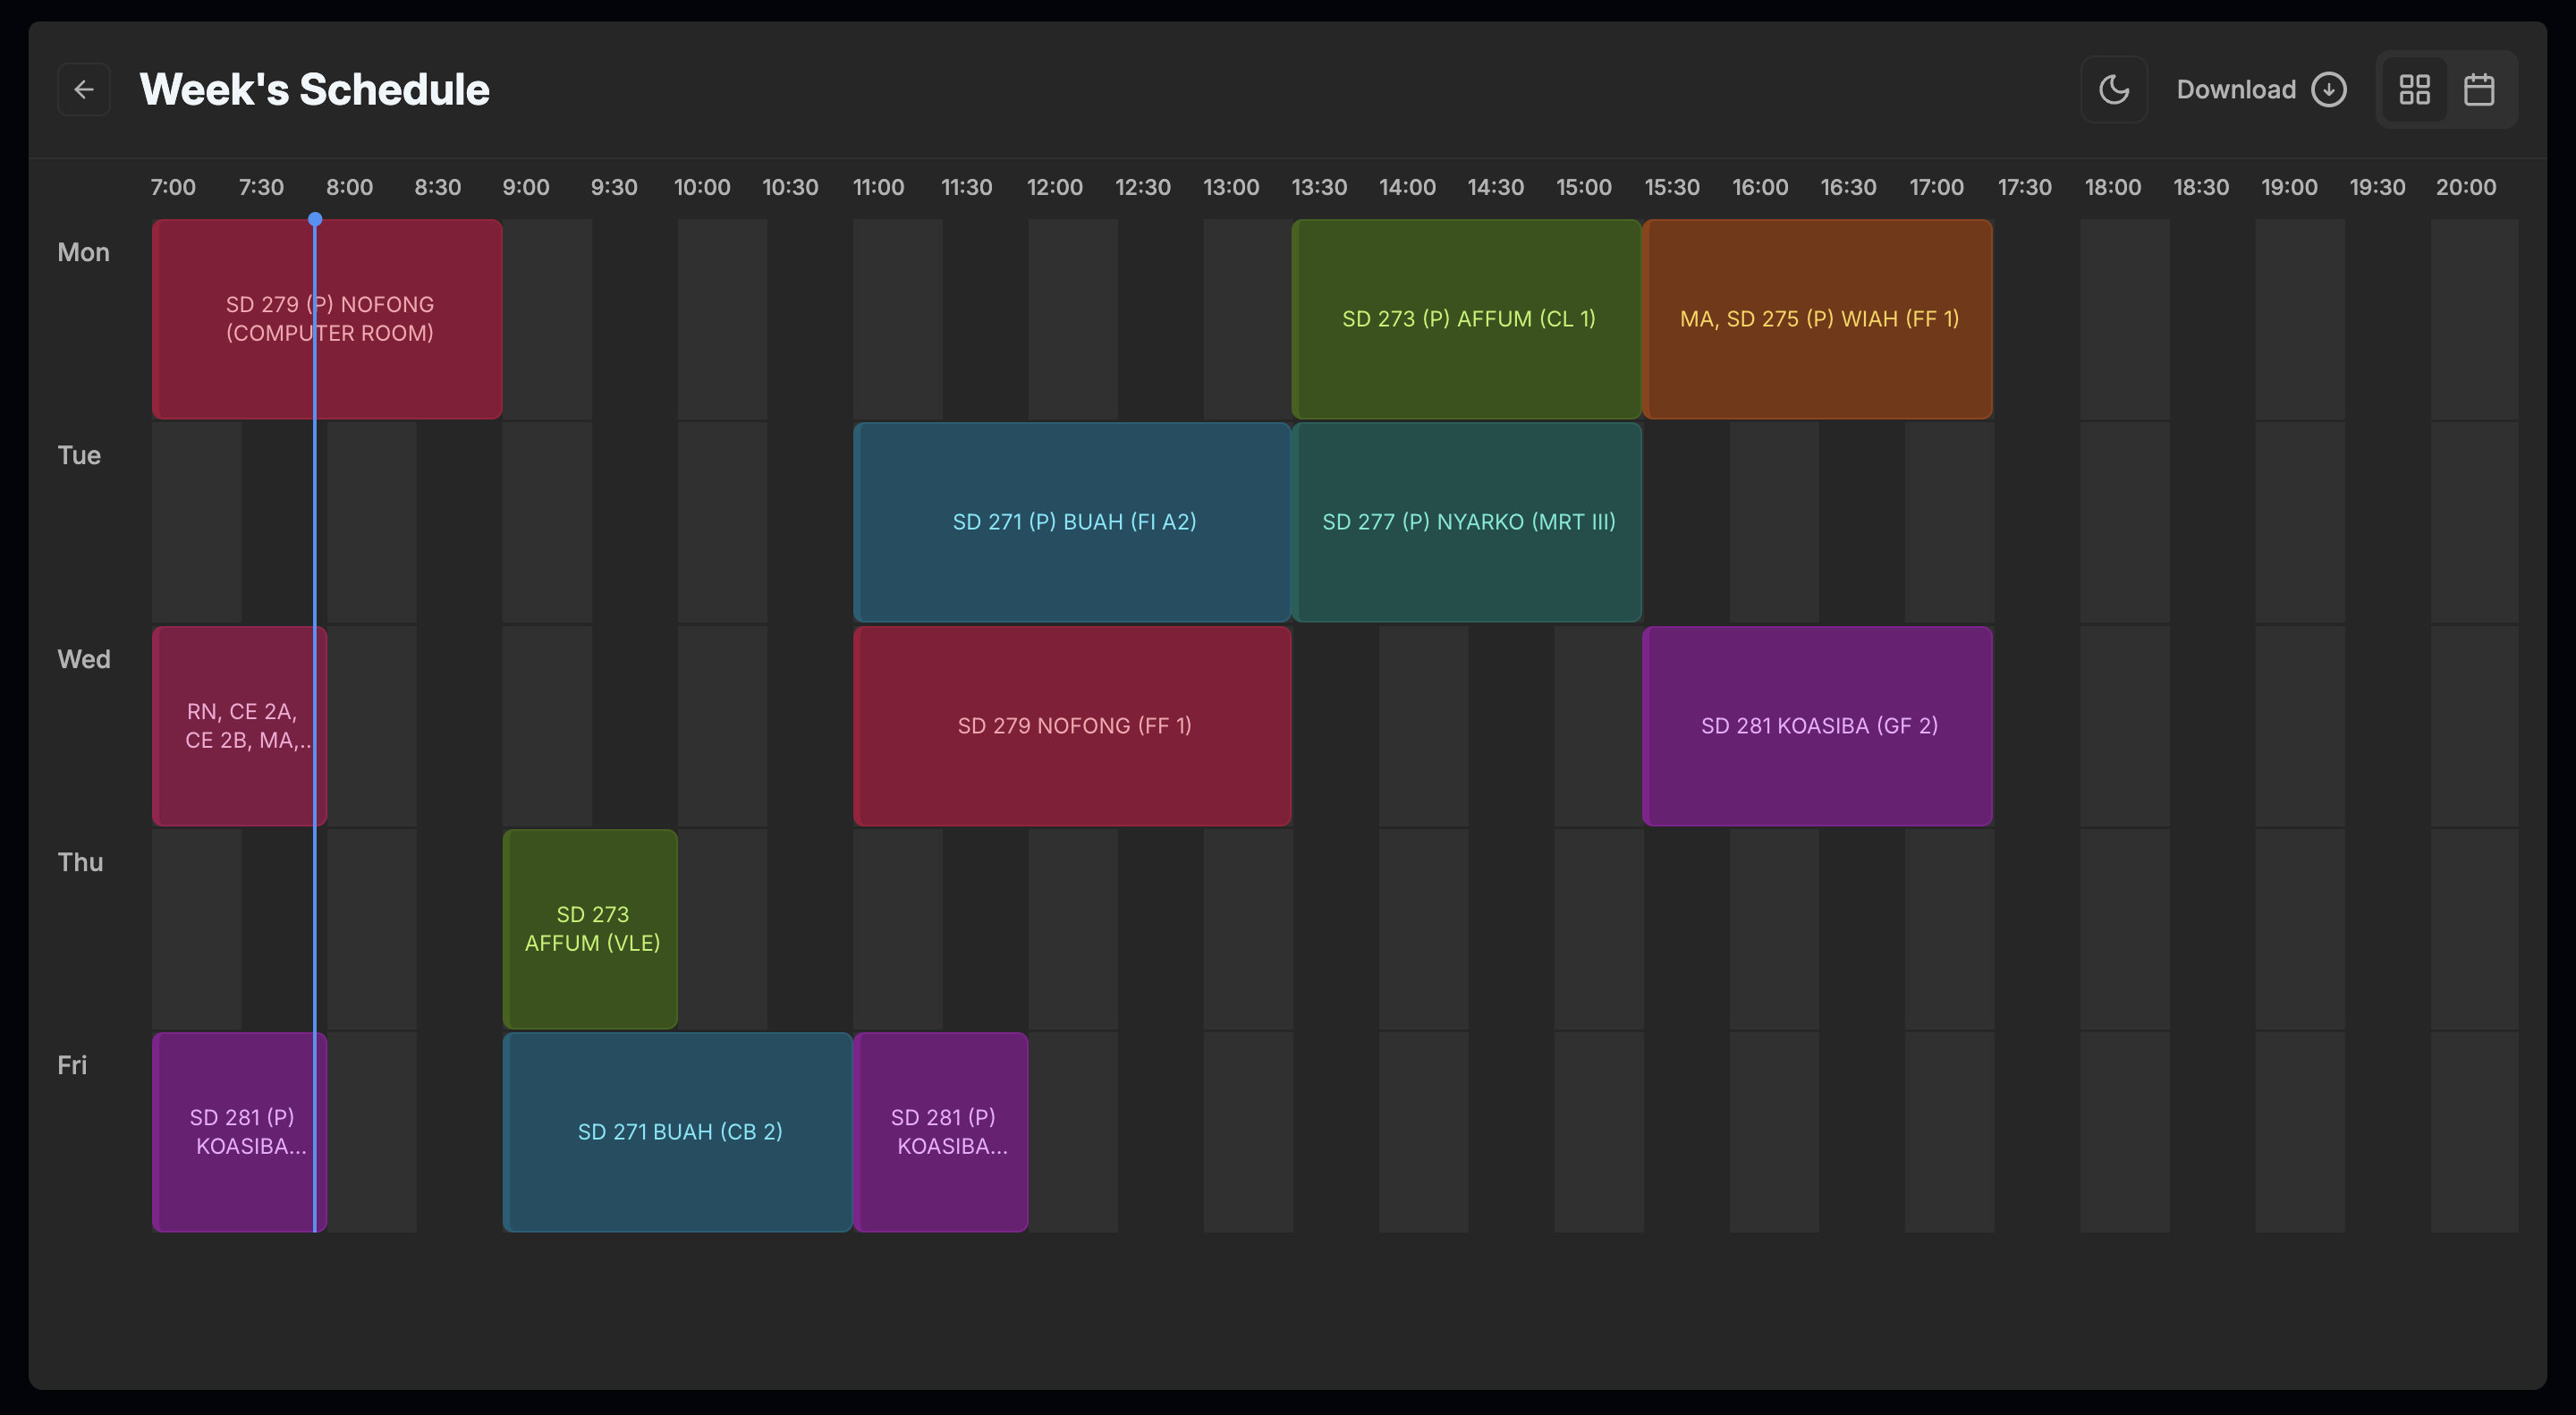 Week's Schedule
Download
7:00 7:30 8:00 8:30 9:00 9:30 10:00 10:30 11:00 11:30 12:00 12:30 13:00 13:30 14:00 14:30 15:00 15:30 16:00 16:30 17:00 17:30 18:00 18:30 19:00 19:30 20:00
Mon
SD 279 (P) NOFONG
(COMPUTER ROOM)
SD 273 (P) AFFUM (CL 1)
MA, SD 275 (P) WIAH (FF 1)
Tue
SD 271 (P) BUAH (FI A2)
SD 277 (P) NYARKO (MRT III)
Wed
RN, CE 2A,
CE 2B, MA,..
SD 279 NOFONG (FF 1)
SD 281 KOASIBA (GF 2)
Thu
SD 273
AFFUM (VLE)
Fri
SD 281 (P)
KOASIBA...
SD 271 BUAH (CB 2)
SD 281 (P)
KOASIBA...